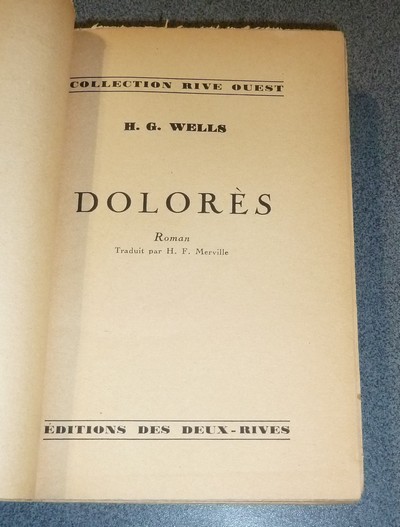 COLLECTION RIVE OUEST
H. G. WELLS
DOLORÈS
Roman
Traduit par H. F. Merville
ÉDITIONS DES DEUX-RIVES